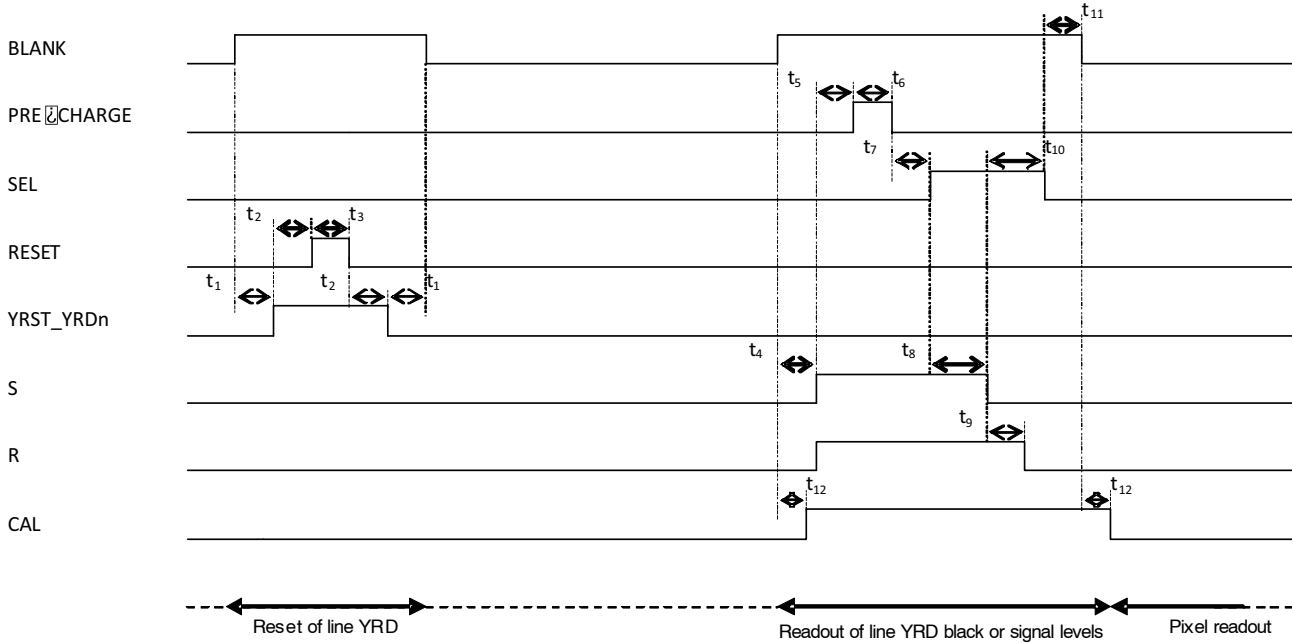 t₁₁
BLANK
t₅ t₆
PRE⍰CHARGE
t₇ t₁₀
SEL
t₂ t₃
RESET
t₁ t₂ t₁
YRST_YRDn
t₄ t₈
S
t₉
R
t₁₂ t₁₂
CAL
Reset of line YRD Readout of line YRD black or signal levels Pixel readout